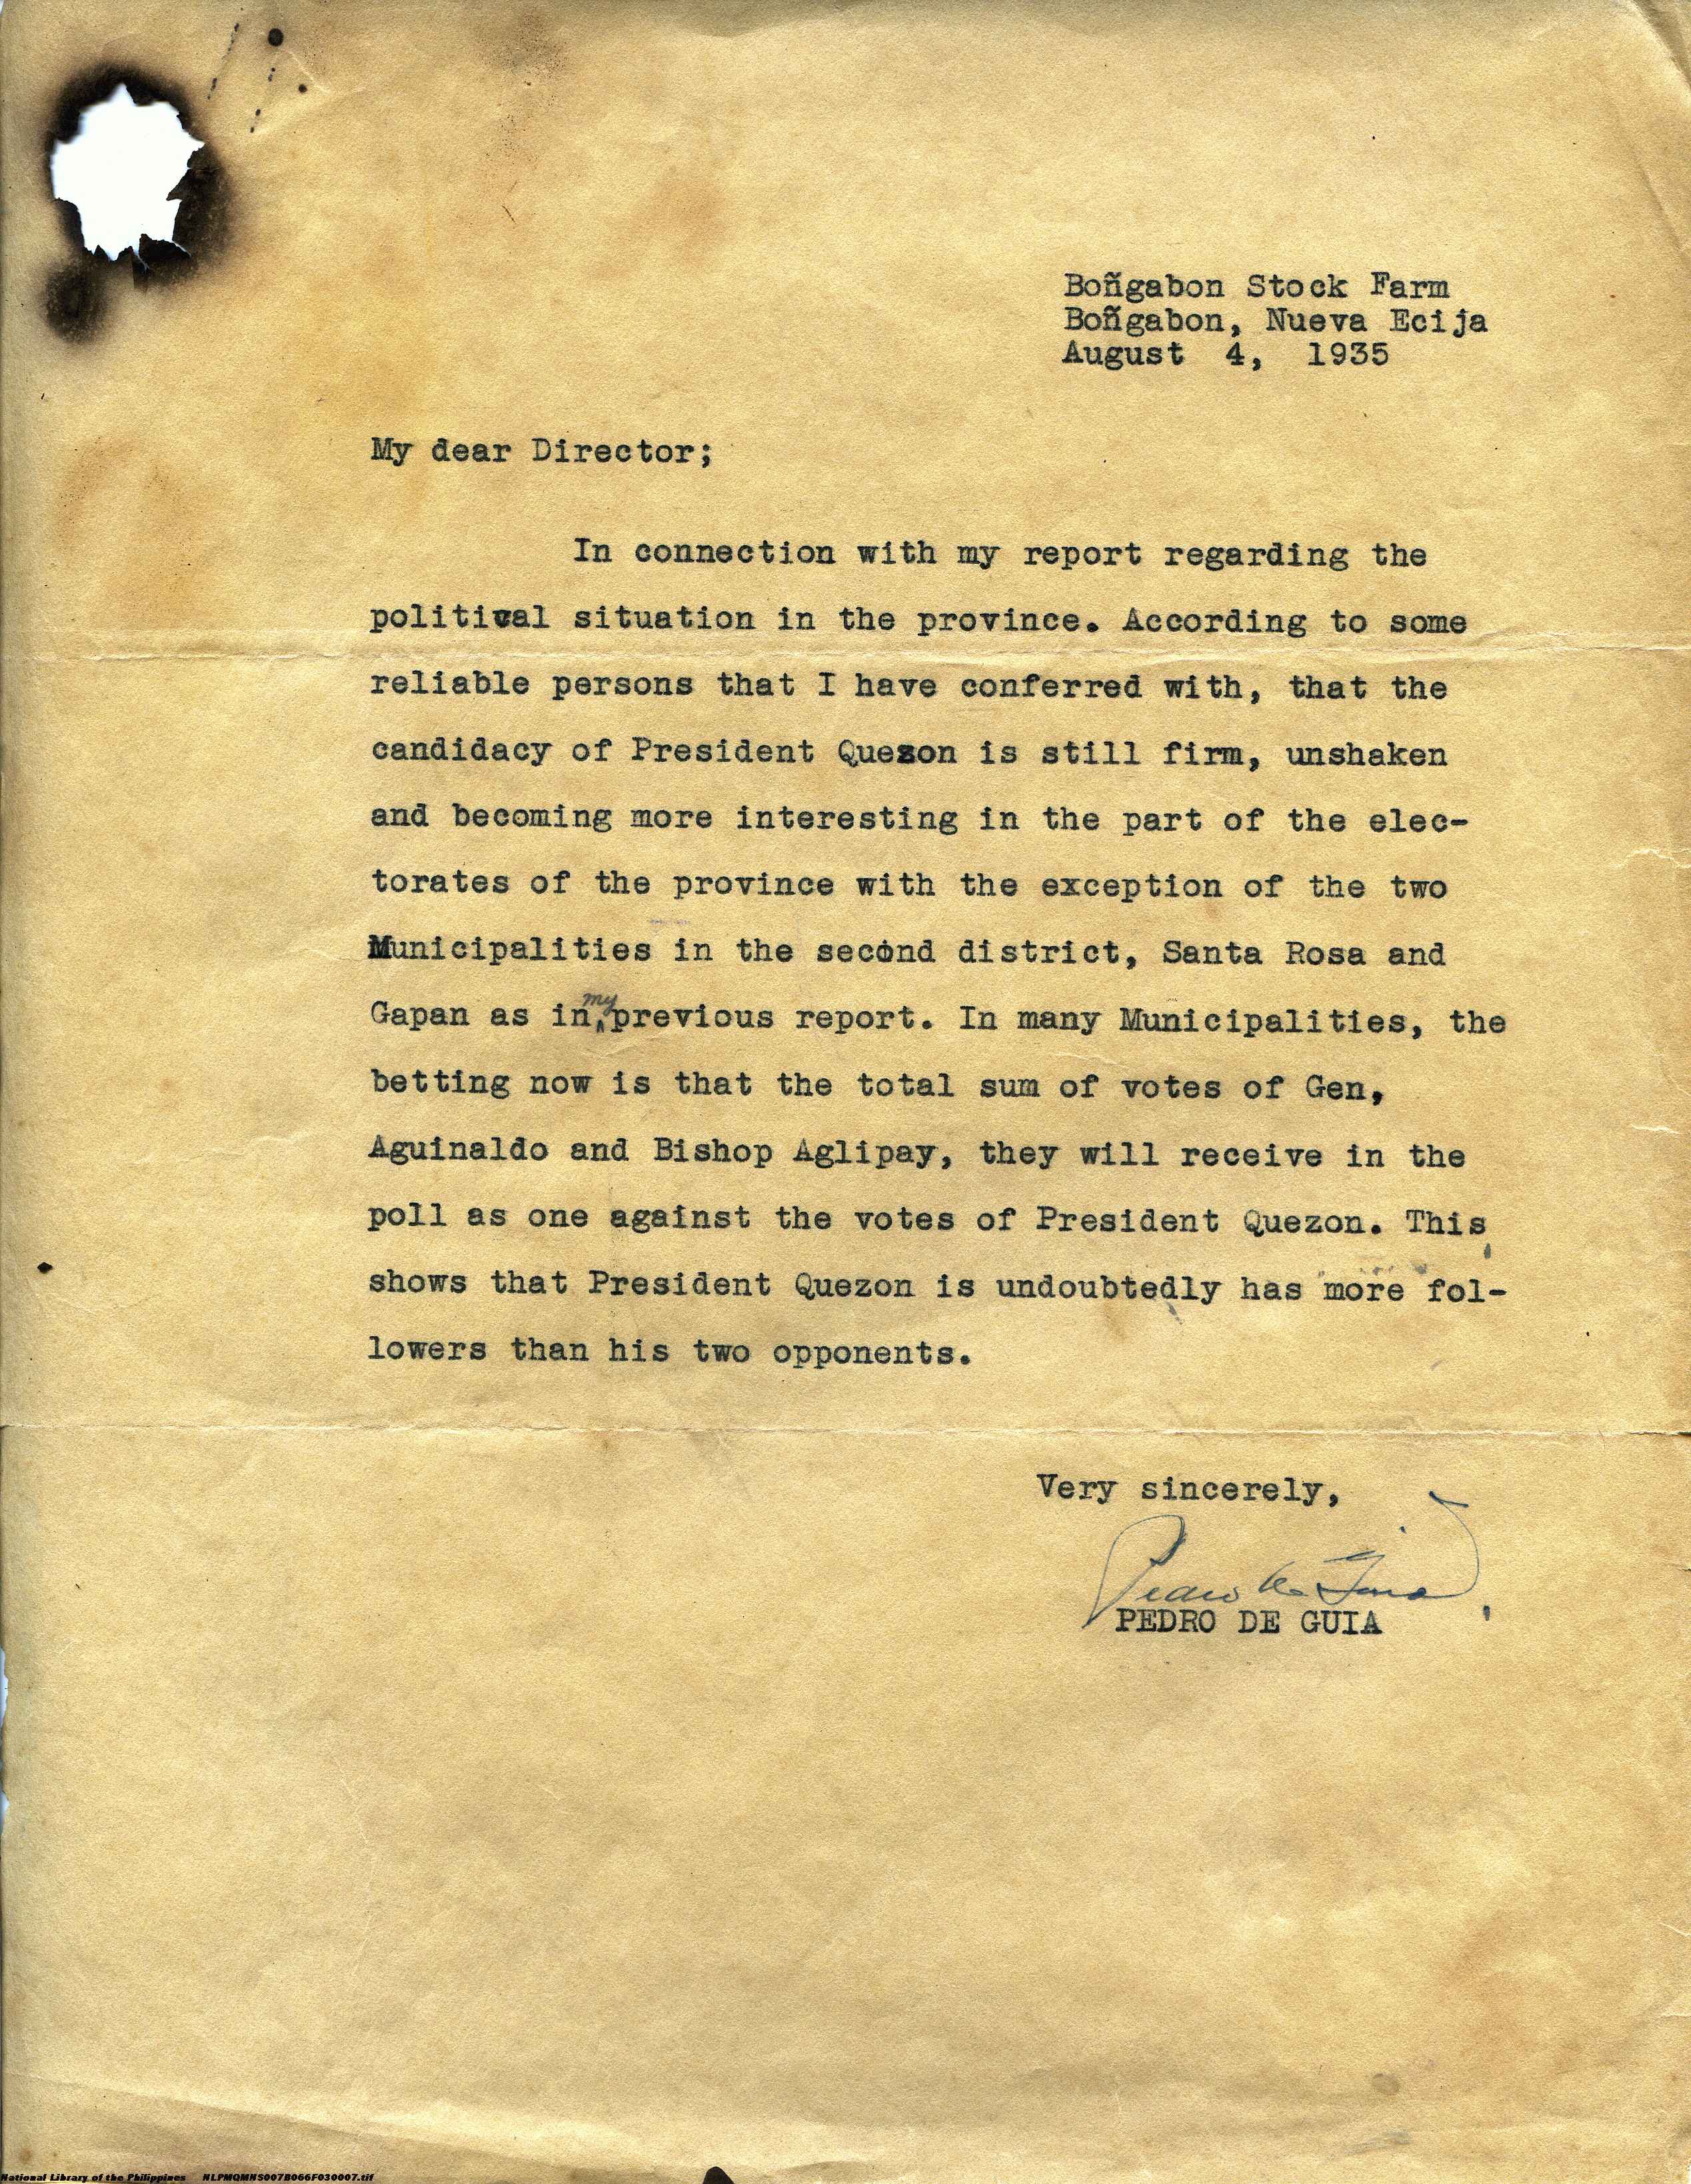 Boñgabon Stock Farm
Boñgabon, Nueva Ecija
August 4, 1935
My dear Director;
In connection with my report regarding the
political situation in the province. According to some
reliable persons that I have conferred with, that the
candidacy of President Quezon is still firm, unshaken
and becoming more interesting in the part of the elec-
torates of the province with the exception of the two
Municipalities in the second district, Santa Rosa and
Gapan as in my previous report. In many Municipalities, the
betting now is that the total sum of votes of Gen,
Aguinaldo and Bishop Aglipay, they will receive in the
poll as one against the votes of President Quezon. This
shows that President Quezon is undoubtedly has more fol-
lowers than his two opponents.
Very sincerely,
Pedro de Guia
PEDRO DE GUIA
National Library of the Philippines NLPMQMNS007B066F030007.tif